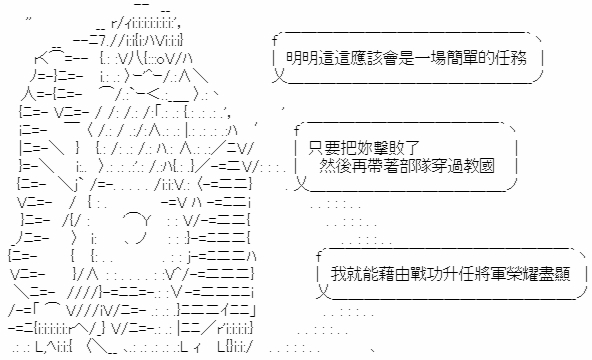 明明這這應該會是一場簡單的任務
只要把妳擊敗了
然後再帶著部隊穿過教國
我就能藉由戰功升任將軍榮耀盡顯